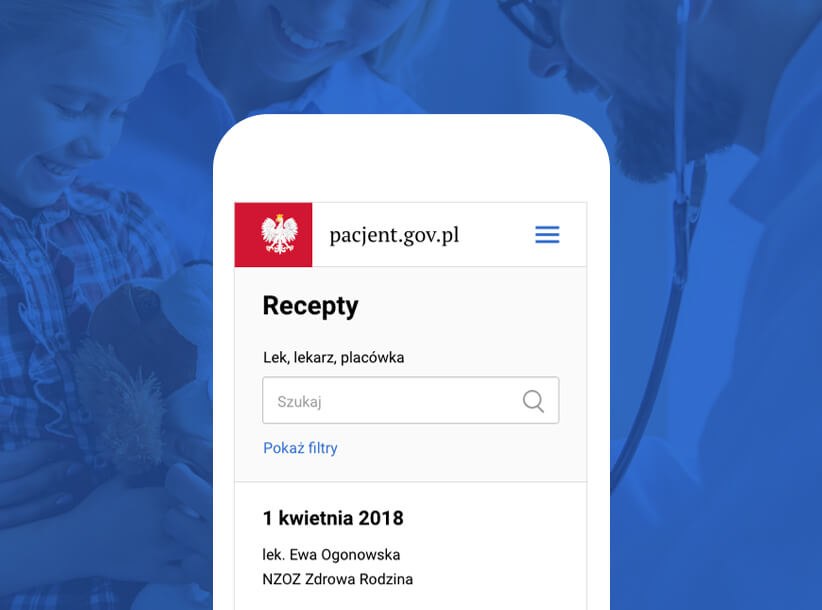 pacjent.gov.pl
Recepty
Lek, lekarz, placówka
Szukaj
Pokaż filtry
1 kwietnia 2018
lek. Ewa Ogonowska
NZOZ Zdrowa Rodzina